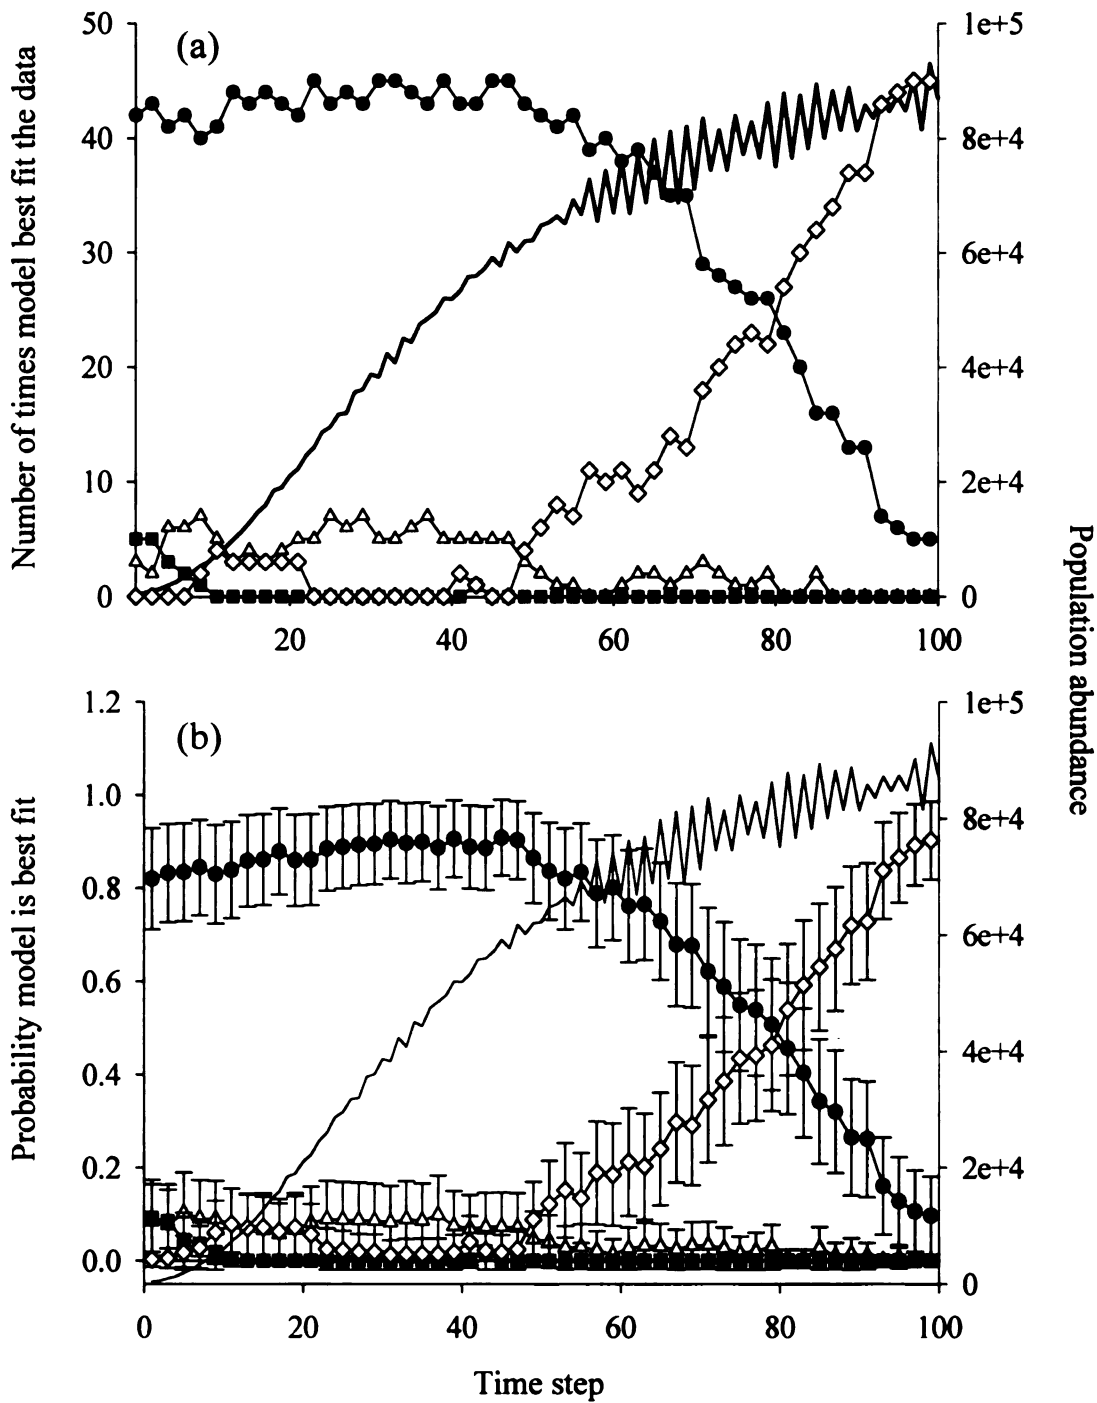 (a)
50
40
30
20
10
0
Number of times model best fit the data
1e+5
8e+4
6e+4
4e+4
2e+4
0
20 40 60 80 100
Population abundance
(b)
1.2
1.0
0.8
0.6
0.4
0.2
0.0
Probability model is best fit
1e+5
8e+4
6e+4
4e+4
2e+4
0
0 20 40 60 80 100
Time step